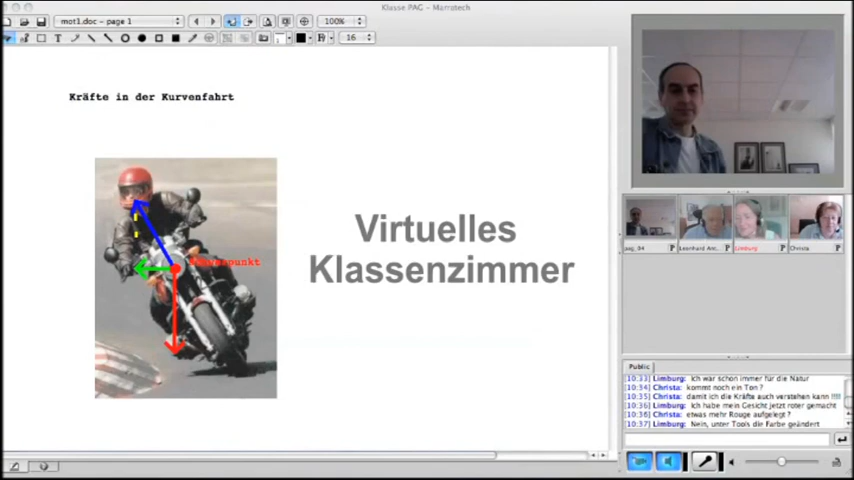 Klasse PAG - Marratech
mot1.doc - page 1
100%
16
Kräfte in der Kurvenfahrt
Virtuelles
Klassenzimmer
pag_04
P
Leonhard Ant...
P
Limburg
P
Christa
P
Public
[10:33] Limburg: Ich war schon immer für die Natur
[10:34] Christa: kommt noch ein Ton ?
[10:35] Christa: damit ich die Kräfte auch verstehen kann !!!!
[10:36] Limburg: Ich habe mein Gesicht jetzt roter gemacht
[10:36] Christa: etwas mehr Rouge aufgelegt ?
[10:37] Limburg: Nein, unter Tools die Farbe geändert